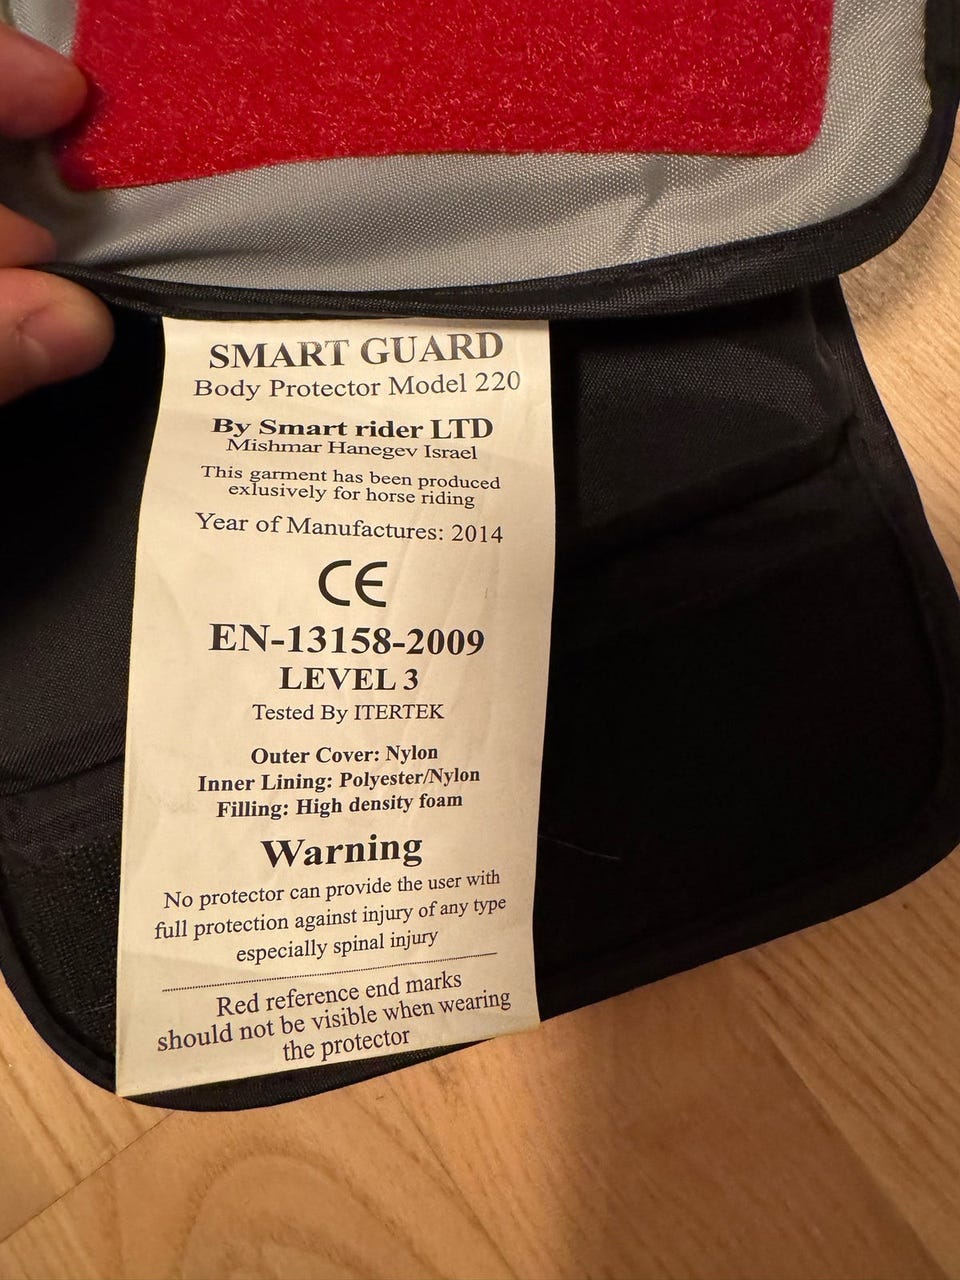 SMART GUARD
Body Protector Model 220
By Smart rider LTD
Mishmar Hanegev Israel
This garment has been produced
exlusively for horse riding
Year of Manufactures: 2014
CE
EN-13158-2009
LEVEL 3
Tested By ITERTEK
Outer Cover: Nylon
Inner Lining: Polyester/Nylon
Filling: High density foam
Warning
No protector can provide the user with
full protection against injury of any type
especially spinal injury
Red reference end marks
should not be visible when wearing
the protector